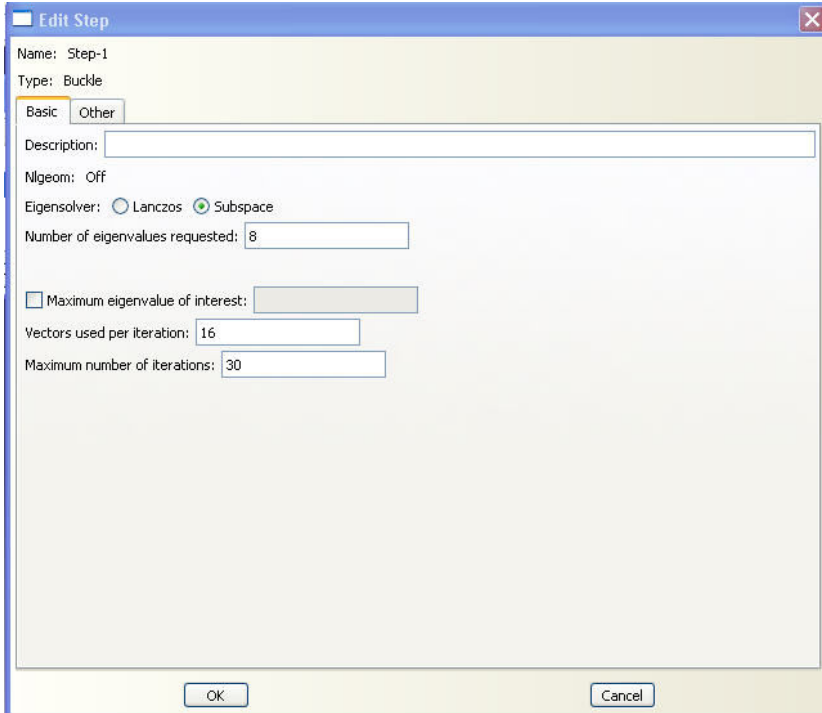 Edit Step
Name: Step-1
Type: Buckle
Basic Other
Description:
Nlgeom: Off
Eigensolver: Lanczos Subspace
Number of eigenvalues requested: 8
Maximum eigenvalue of interest:
Vectors used per iteration: 16
Maximum number of iterations: 30
OK Cancel